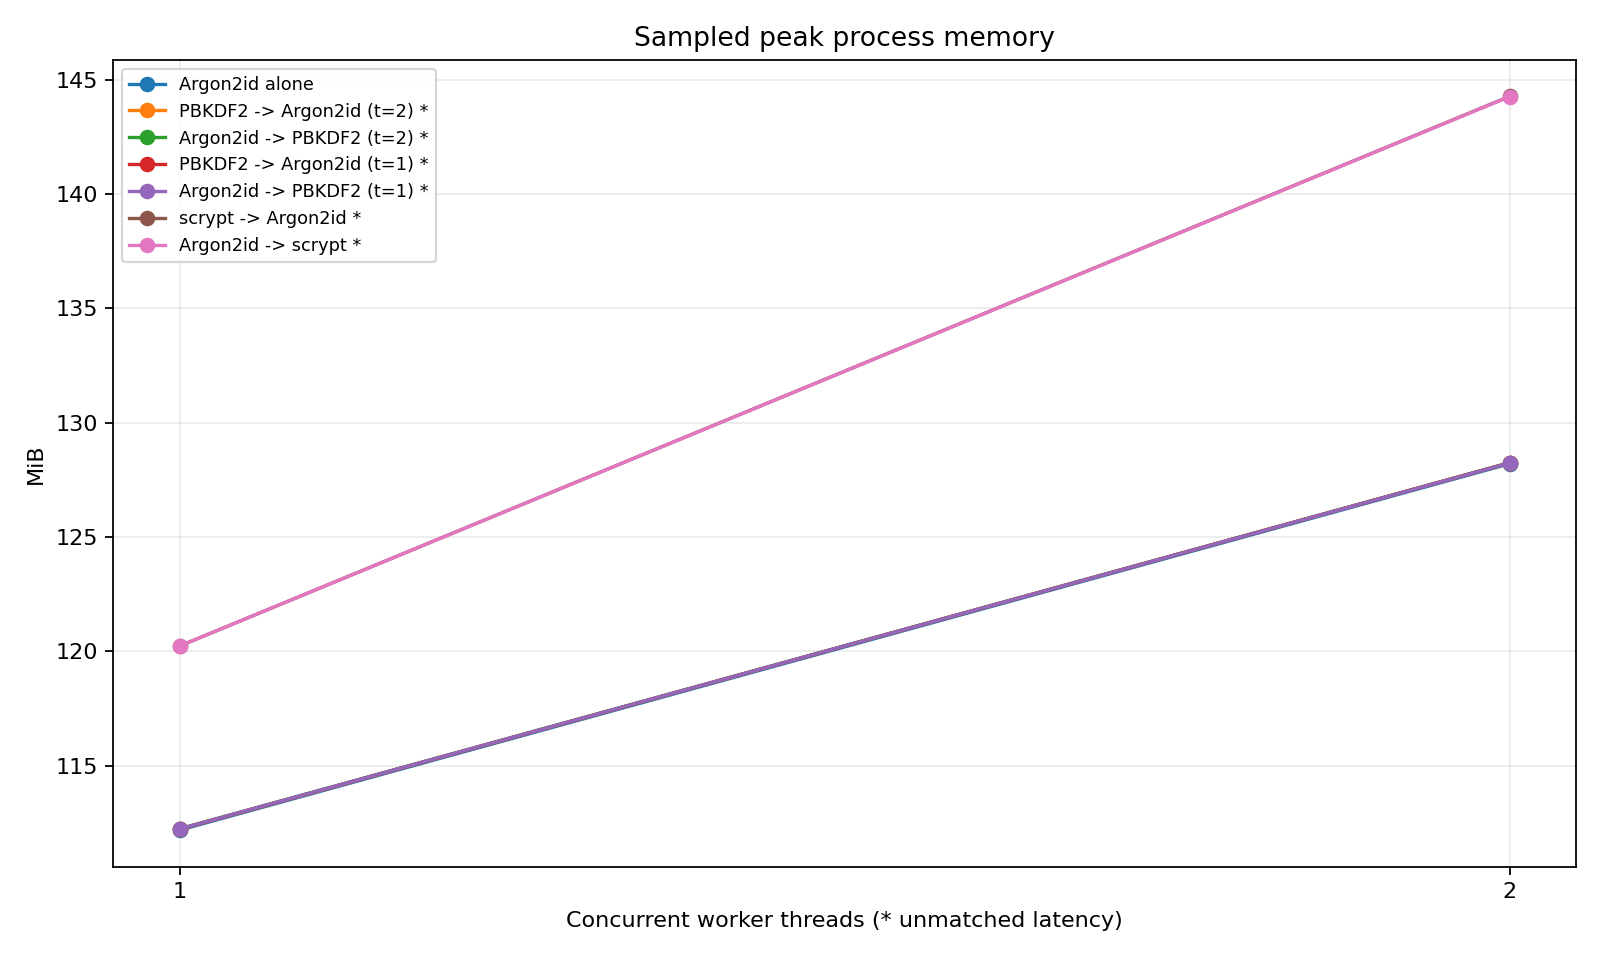 Sampled peak process memory
MiB
145
140
135
130
125
120
115
Argon2id alone
PBKDF2 -> Argon2id (t=2) *
Argon2id -> PBKDF2 (t=2) *
PBKDF2 -> Argon2id (t=1) *
Argon2id -> PBKDF2 (t=1) *
scrypt -> Argon2id *
Argon2id -> scrypt *
1
2
Concurrent worker threads (* unmatched latency)